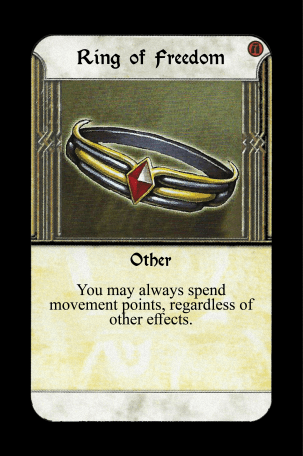 Ring of Freedom
Other
You may always spend
movement points, regardless of
other effects.